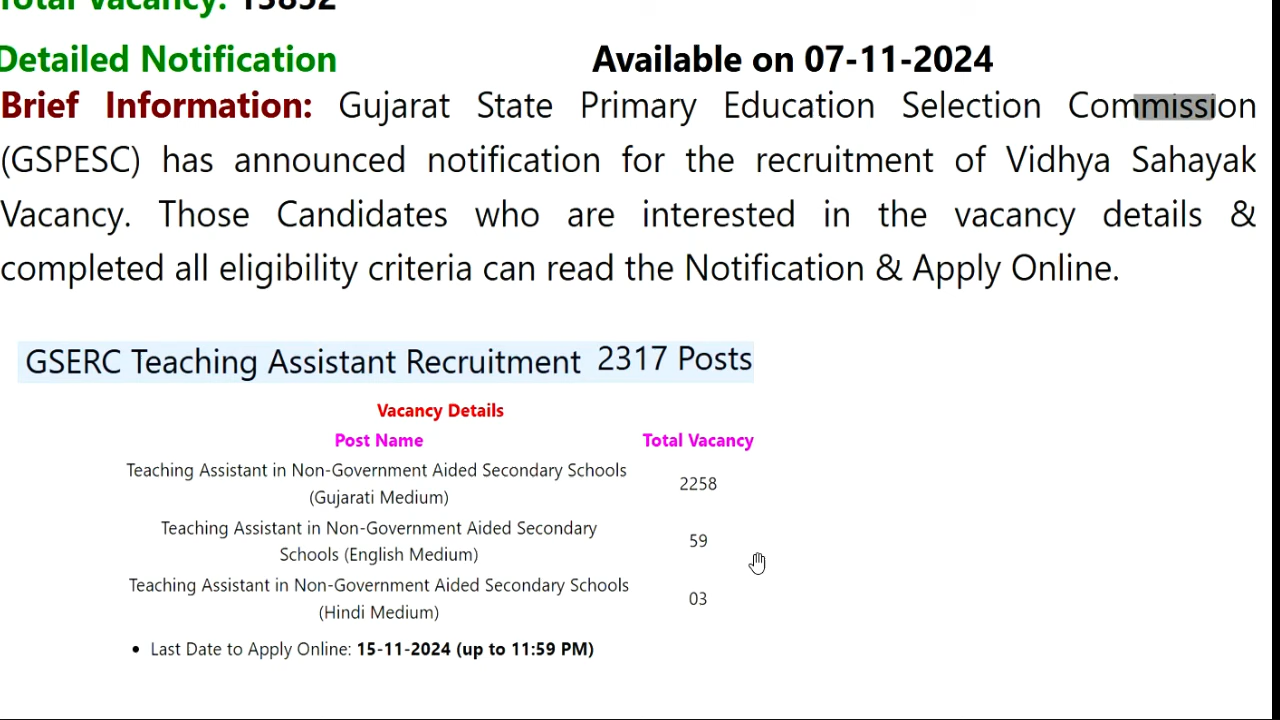 Total Vacancy: 13852
Detailed Notification Available on 07-11-2024
Brief Information: Gujarat State Primary Education Selection Commission
(GSPESC) has announced notification for the recruitment of Vidhya Sahayak
Vacancy. Those Candidates who are interested in the vacancy details &
completed all eligibility criteria can read the Notification & Apply Online.
GSERC Teaching Assistant Recruitment 2317 Posts
Vacancy Details
Post Name Total Vacancy
Teaching Assistant in Non-Government Aided Secondary Schools
(Gujarati Medium) 2258
Teaching Assistant in Non-Government Aided Secondary
Schools (English Medium) 59
Teaching Assistant in Non-Government Aided Secondary Schools
(Hindi Medium) 03
• Last Date to Apply Online: 15-11-2024 (up to 11:59 PM)